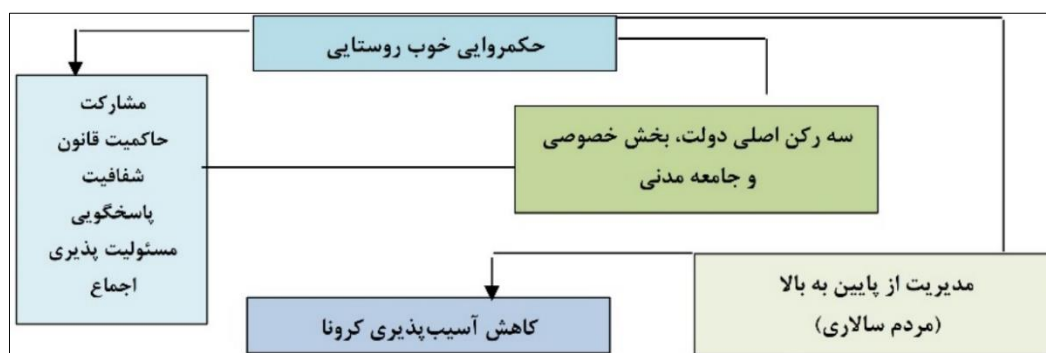 حکمروایی خوب روستایی
مشارکت
حاکمیت قانون
شفافیت
پاسخگویی
مسئولیت پذیری
اجماع
سه رکن اصلی دولت، بخش خصوصی
و جامعه مدنی
مدیریت از پایین به بالا
(مردم سالاری)
کاهش آسیب‌پذیری کرونا